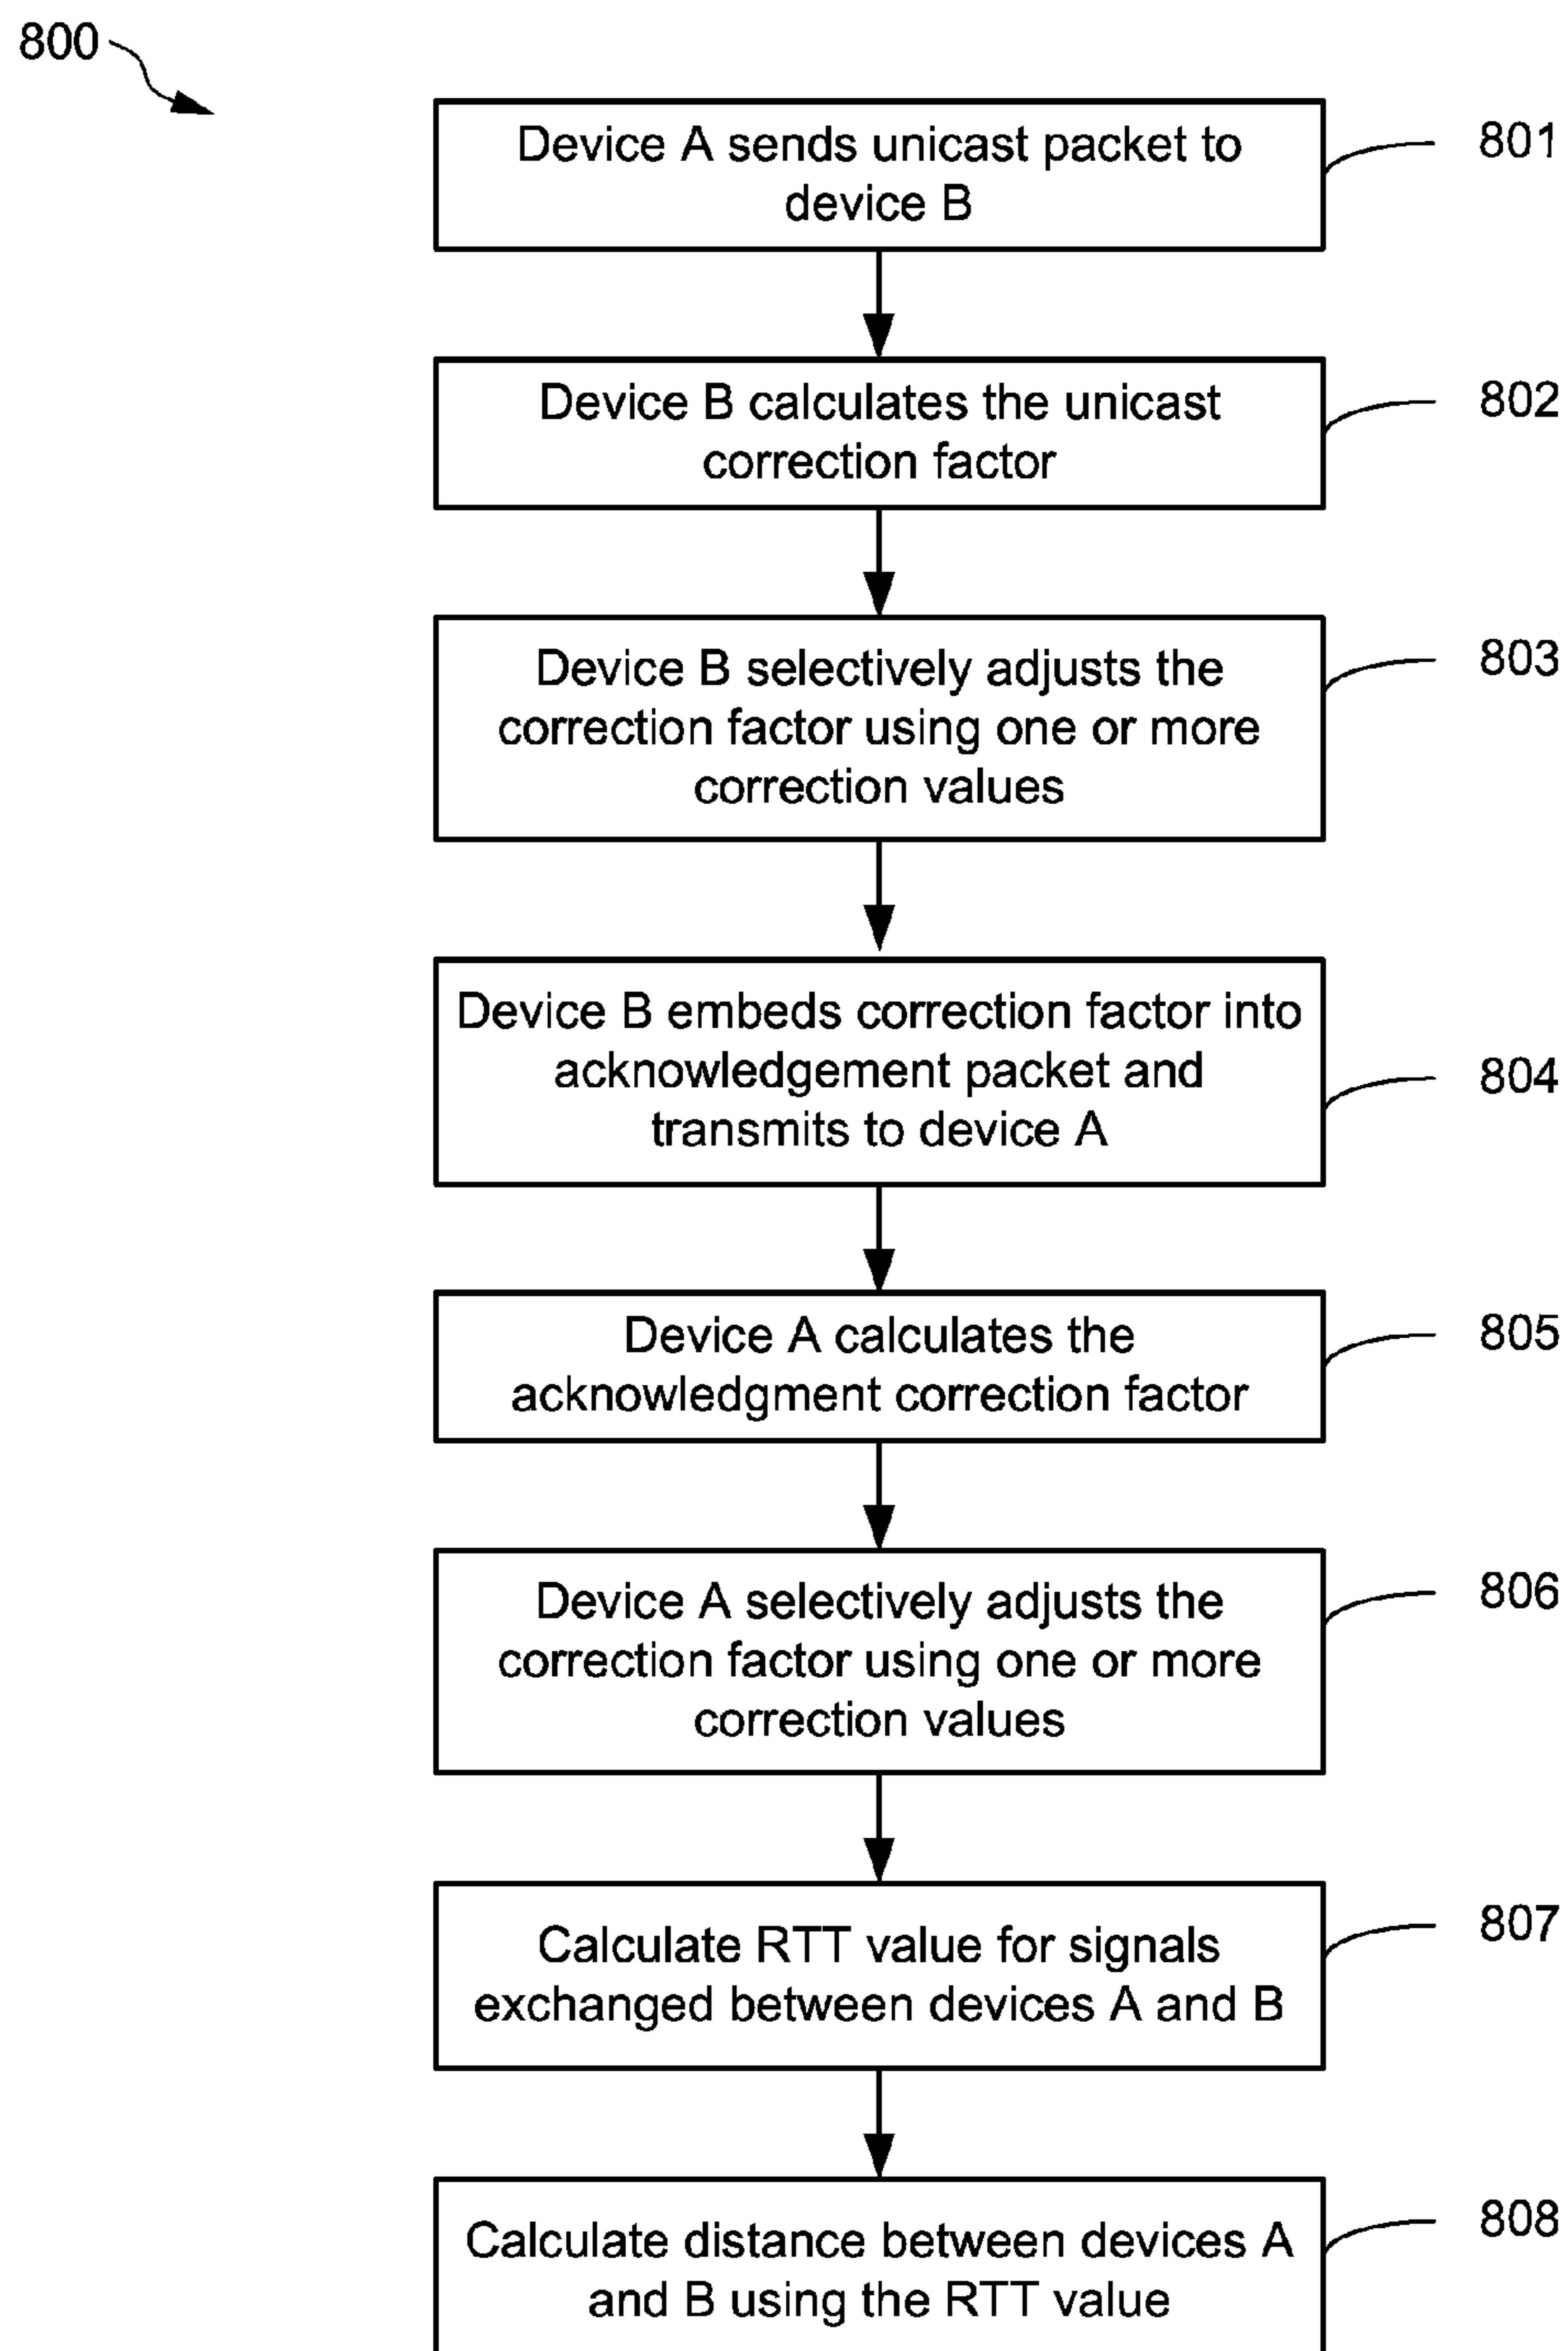 800
Device A sends unicast packet to
device B
801
Device B calculates the unicast
correction factor
802
Device B selectively adjusts the
correction factor using one or more
correction values
803
Device B embeds correction factor into
acknowledgement packet and
transmits to device A
804
Device A calculates the
acknowledgment correction factor
805
Device A selectively adjusts the
correction factor using one or more
correction values
806
Calculate RTT value for signals
exchanged between devices A and B
807
Calculate distance between devices A
and B using the RTT value
808